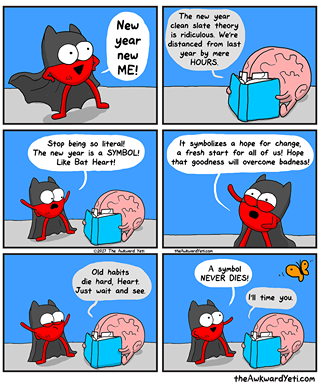 New
year
new
ME!
The new year
clean slate theory
is ridiculous. We're
distanced from last
year by mere
HOURS.
Stop being so literal!
The new year is a SYMBOL!
Like Bat Heart!
It symbolizes a hope for change,
a fresh start for all of us! Hope
that goodness will overcome badness!
©2017 The Awkward Yeti
theAwkwardYeti.com
Old habits
die hard, Heart.
Just wait and see.
A symbol
NEVER DIES!
I'll time you.
theAwkwardYeti.com